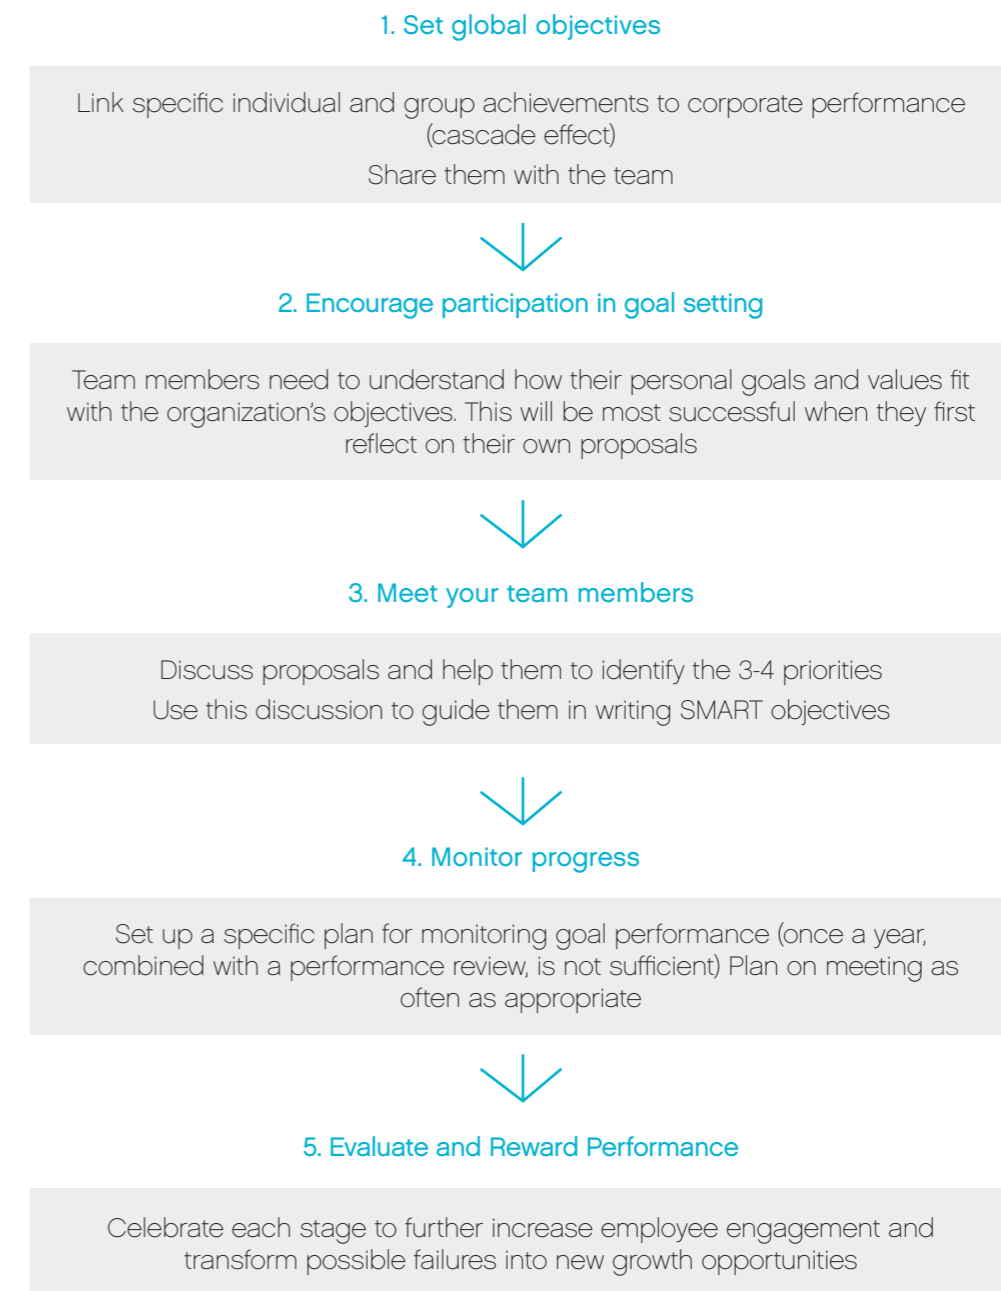 1. Set global objectives
Link specific individual and group achievements to corporate performance
(cascade effect)
Share them with the team
2. Encourage participation in goal setting
Team members need to understand how their personal goals and values fit
with the organization's objectives. This will be most successful when they first
reflect on their own proposals
3. Meet your team members
Discuss proposals and help them to identify the 3-4 priorities
Use this discussion to guide them in writing SMART objectives
4. Monitor progress
Set up a specific plan for monitoring goal performance (once a year,
combined with a performance review, is not sufficient) Plan on meeting as
often as appropriate
5. Evaluate and Reward Performance
Celebrate each stage to further increase employee engagement and
transform possible failures into new growth opportunities